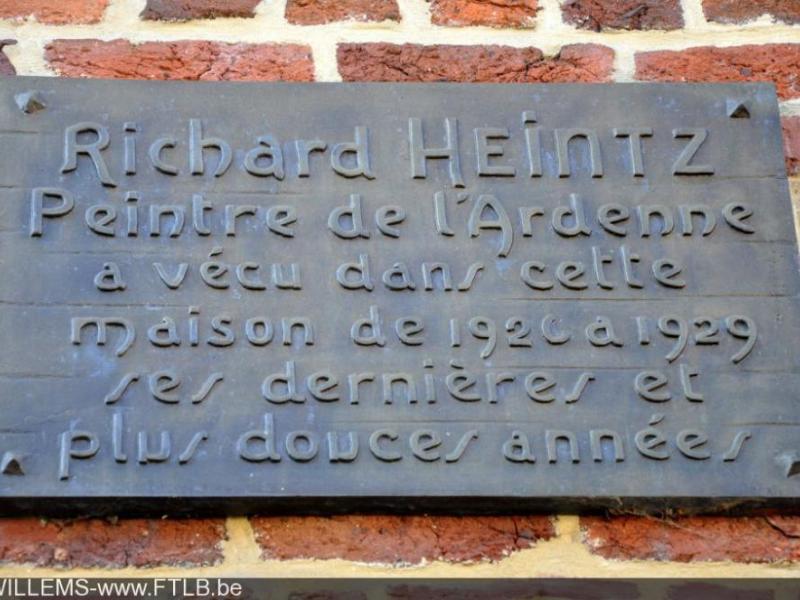 Richard HEINTZ
Peintre de l'Ardenne
a vécu dans cette
maison de 1926 à 1929
ses dernières et
plus douces années
WILLEMS-www.FTLB.be